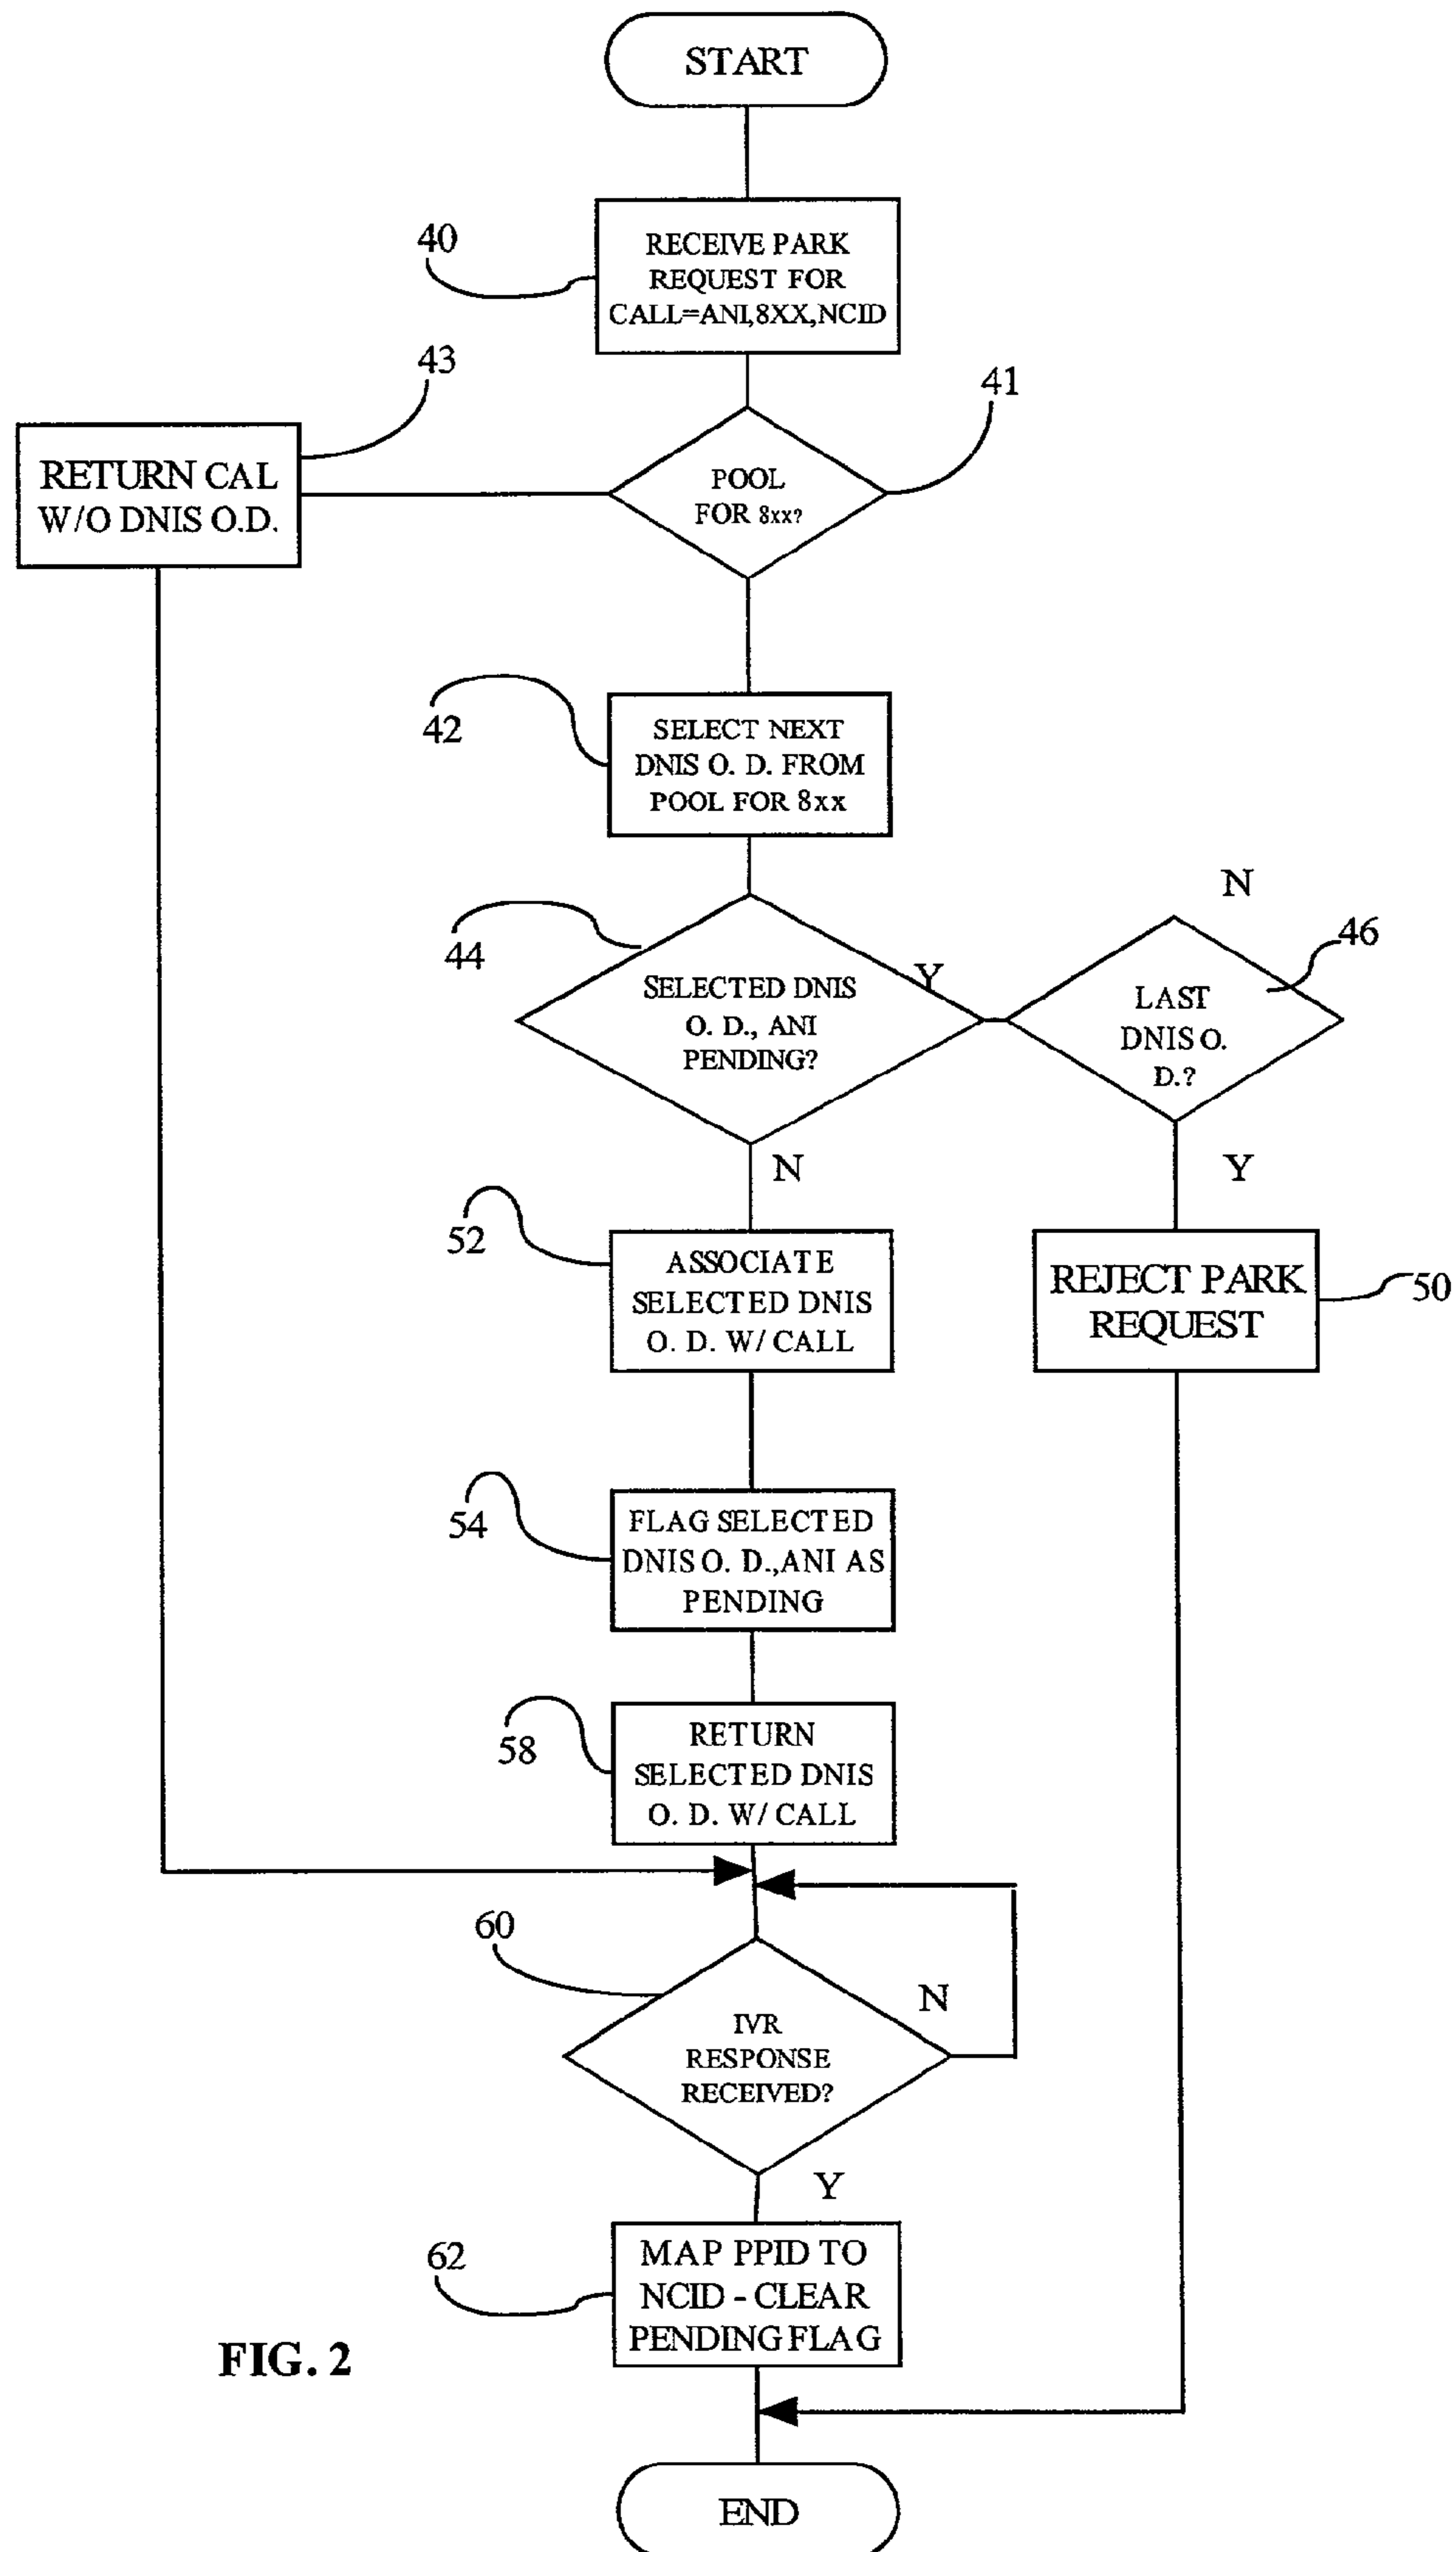 START
40
RECEIVE PARK
REQUEST FOR
CALL=ANI,8XX,NCID
43
41
RETURN CAL
W/O DNIS O.D.
POOL
FOR 8xx?
42
SELECT NEXT
DNIS O. D. FROM
POOL FOR 8xx
N
44
46
Y
SELECTED DNIS
O. D., ANI
PENDING?
LAST
DNIS O.
D.?
N
Y
52
ASSOCIATE
SELECTED DNIS
O. D. W/ CALL
REJECT PARK
REQUEST
50
54
FLAG SELECTED
DNIS O. D.,ANI AS
PENDING
58
RETURN
SELECTED DNIS
O. D. W/ CALL
60
N
IVR
RESPONSE
RECEIVED?
Y
62
MAP PPID TO
NCID - CLEAR
PENDING FLAG
FIG. 2
END